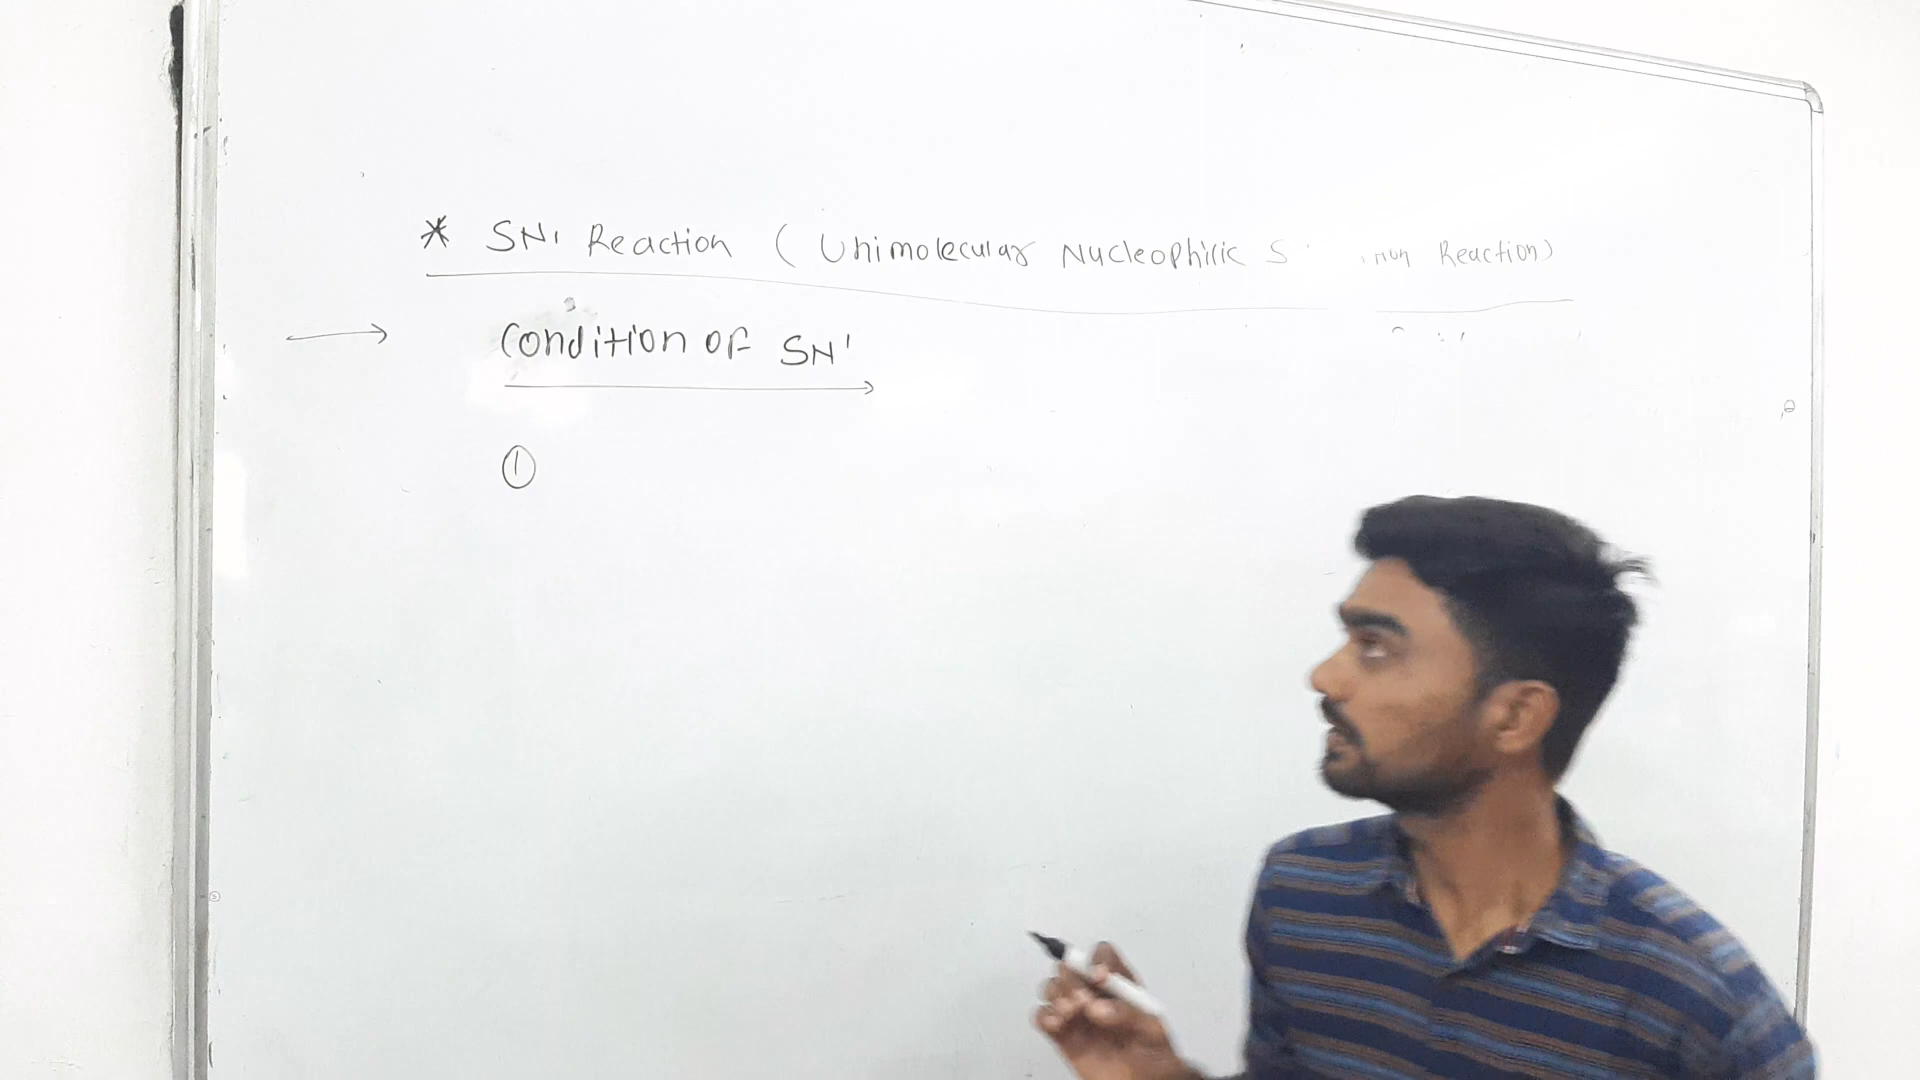 * SN1 Reaction (Unimolecular Nucleophilic Reaction)
→ Condition OF SN1
①